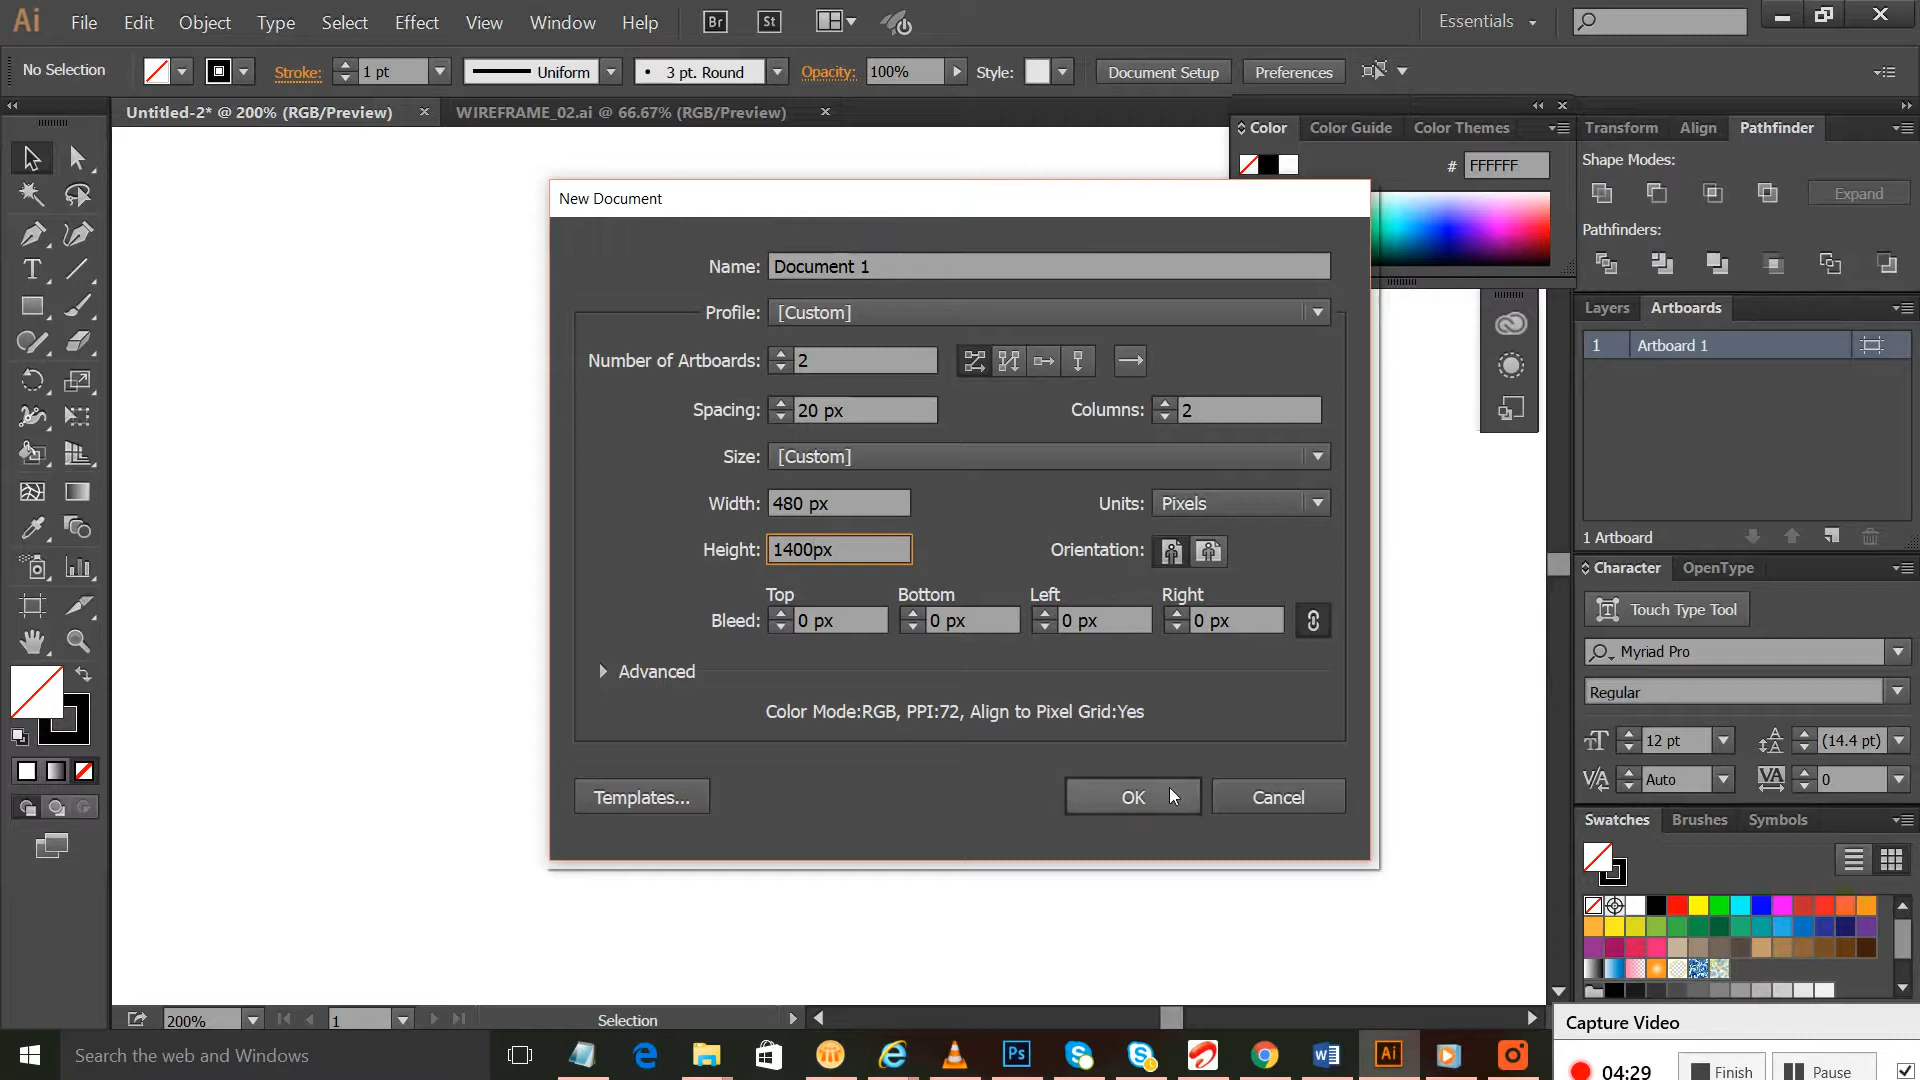 Ai File Edit Object Type Select Effect View Window Help Br St Essentials
No Selection Stroke: 1 pt Uniform 3 pt. Round Opacity: 100% Style: Document Setup Preferences
Untitled-2* @ 200% (RGB/Preview) WIREFRAME_02.ai @ 66.67% (RGB/Preview)
Color Color Guide Color Themes
# FFFFFF
Transform Align Pathfinder
Shape Modes:
Expand
Pathfinders:
New Document
Name: Document 1
Profile: [Custom]
Number of Artboards: 2
Spacing: 20 px Columns: 2
Size: [Custom]
Width: 480 px Units: Pixels
Height: 1400px Orientation:
Top Bottom Left Right
Bleed: 0 px 0 px 0 px 0 px
Advanced
Color Mode:RGB, PPI:72, Align to Pixel Grid:Yes
Templates... OK Cancel
Layers Artboards
1 Artboard 1
1 Artboard
Character OpenType
Touch Type Tool
Myriad Pro
Regular
12 pt (14.4 pt)
Auto 0
Swatches Brushes Symbols
200% 1 Selection
Capture Video
04:29 Finish Pause
Search the web and Windows
Ps
Ai